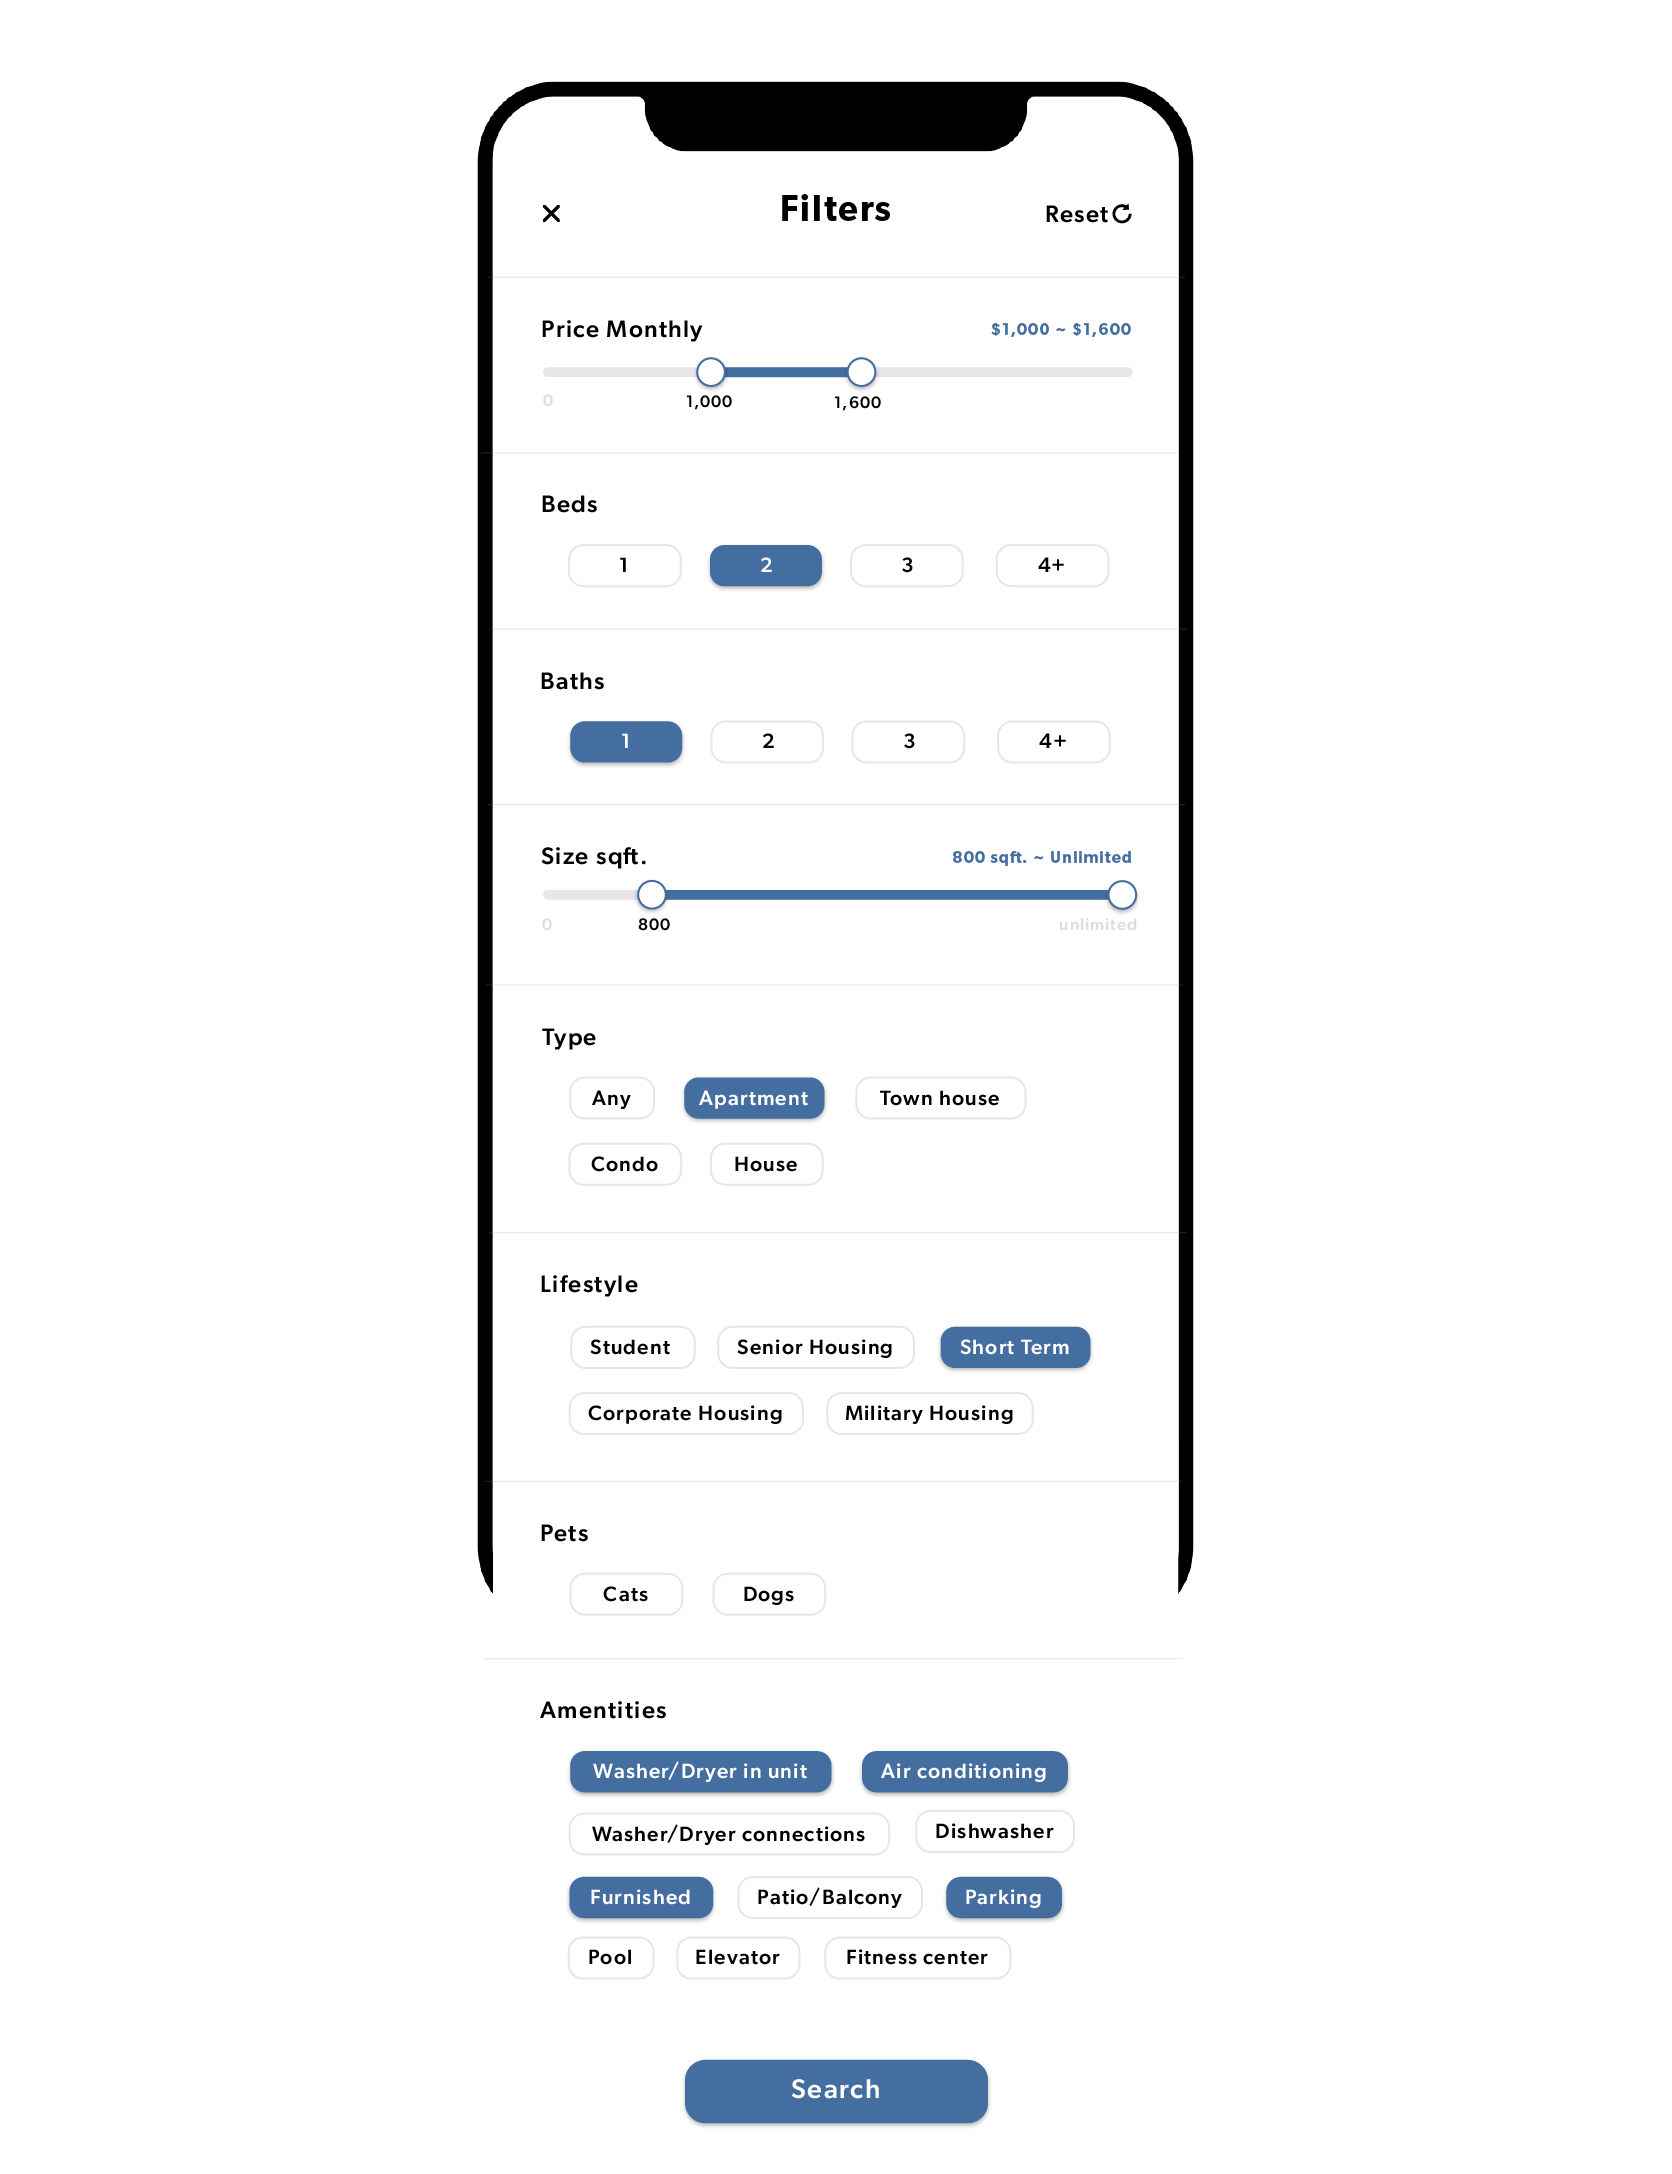 Filters
Reset
Price Monthly
$1,000 ~ $1,600
0
1,000
1,600
Beds
1
2
3
4+
Baths
1
2
3
4+
Size sqft.
800 sqft. ~ Unlimited
0
800
unlimited
Type
Any
Apartment
Town house
Condo
House
Lifestyle
Student
Senior Housing
Short Term
Corporate Housing
Military Housing
Pets
Cats
Dogs
Amentities
Washer/Dryer in unit
Air conditioning
Washer/Dryer connections
Dishwasher
Furnished
Patio/Balcony
Parking
Pool
Elevator
Fitness center
Search